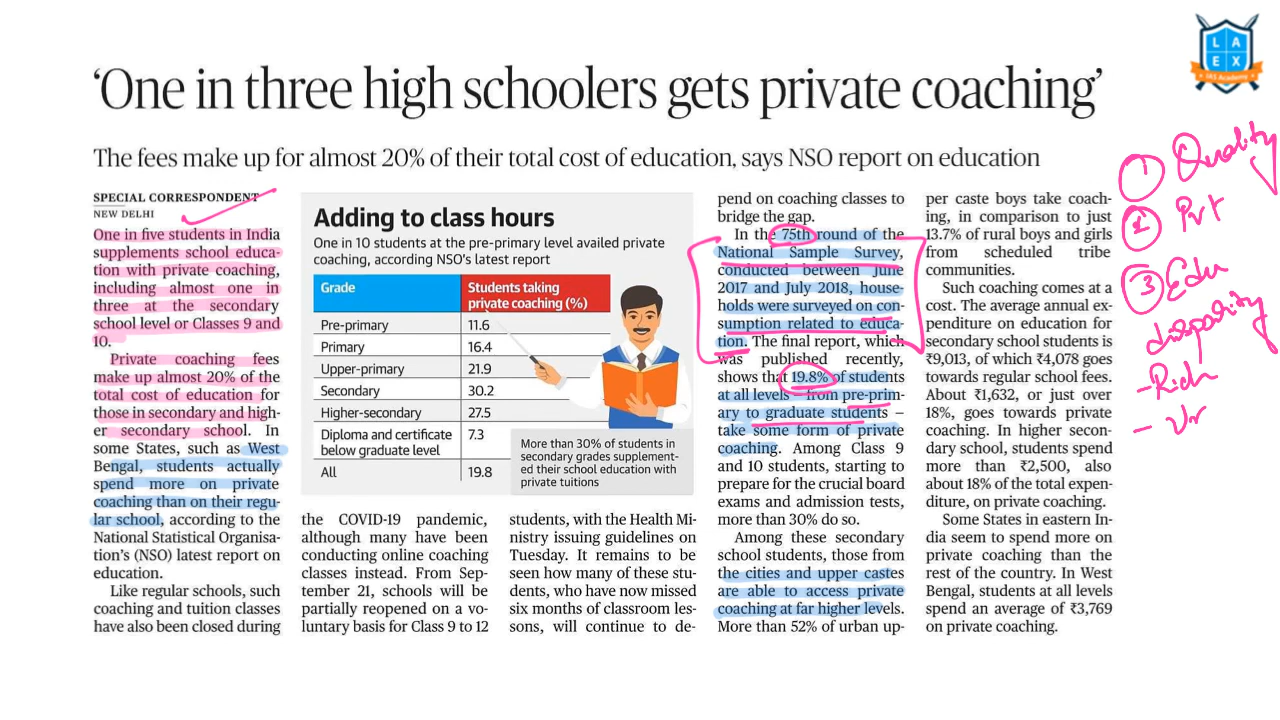 L A
E X
IAS Academy
‘One in three high schoolers gets private coaching’
The fees make up for almost 20% of their total cost of education, says NSO report on education
SPECIAL CORRESPONDENT
NEW DELHI
One in five students in India
supplements school educa-
tion with private coaching,
including almost one in
three at the secondary
school level or Classes 9 and
10.
Private coaching fees
make up almost 20% of the
total cost of education for
those in secondary and high-
er secondary school. In
some States, such as West
Bengal, students actually
spend more on private
coaching than on their regu-
lar school, according to the
National Statistical Organisa-
tion’s (NSO) latest report on
education.
Like regular schools, such
coaching and tuition classes
have also been closed during
Adding to class hours
One in 10 students at the pre-primary level availed private
coaching, according NSO’s latest report
Grade Students taking
private coaching (%)
Pre-primary 11.6
Primary 16.4
Upper-primary 21.9
Secondary 30.2
Higher-secondary 27.5
Diploma and certificate
below graduate level 7.3
All 19.8
More than 30% of students in
secondary grades supplement-
ed their school education with
private tuitions
the COVID-19 pandemic,
although many have been
conducting online coaching
classes instead. From Sep-
tember 21, schools will be
partially reopened on a vo-
luntary basis for Class 9 to 12
students, with the Health Mi-
nistry issuing guidelines on
Tuesday. It remains to be
seen how many of these stu-
dents, who have now missed
six months of classroom les-
sons, will continue to de-
pend on coaching classes to
bridge the gap.
In the 75th round of the
National Sample Survey,
conducted between June
2017 and July 2018, house-
holds were surveyed on con-
sumption related to educa-
tion. The final report, which
was published recently,
shows that 19.8% of students
at all levels – from pre-prim-
ary to graduate students –
take some form of private
coaching. Among Class 9
and 10 students, starting to
prepare for the crucial board
exams and admission tests,
more than 30% do so.
Among these secondary
school students, those from
the cities and upper castes
are able to access private
coaching at far higher levels.
More than 52% of urban up-
per caste boys take coach-
ing, in comparison to just
13.7% of rural boys and girls
from scheduled tribe
communities.
Such coaching comes at a
cost. The average annual ex-
penditure on education for
secondary school students is
₹9,013, of which ₹4,078 goes
towards regular school fees.
About ₹1,632, or just over
18%, goes towards private
coaching. In higher secon-
dary school, students spend
more than ₹2,500, also
about 18% of the total expen-
diture, on private coaching.
Some States in eastern In-
dia seem to spend more on
private coaching than the
rest of the country. In West
Bengal, students at all levels
spend an average of ₹3,769
on private coaching.
1 Quality
2 Pvt
3 Edu
disparity
- Rich